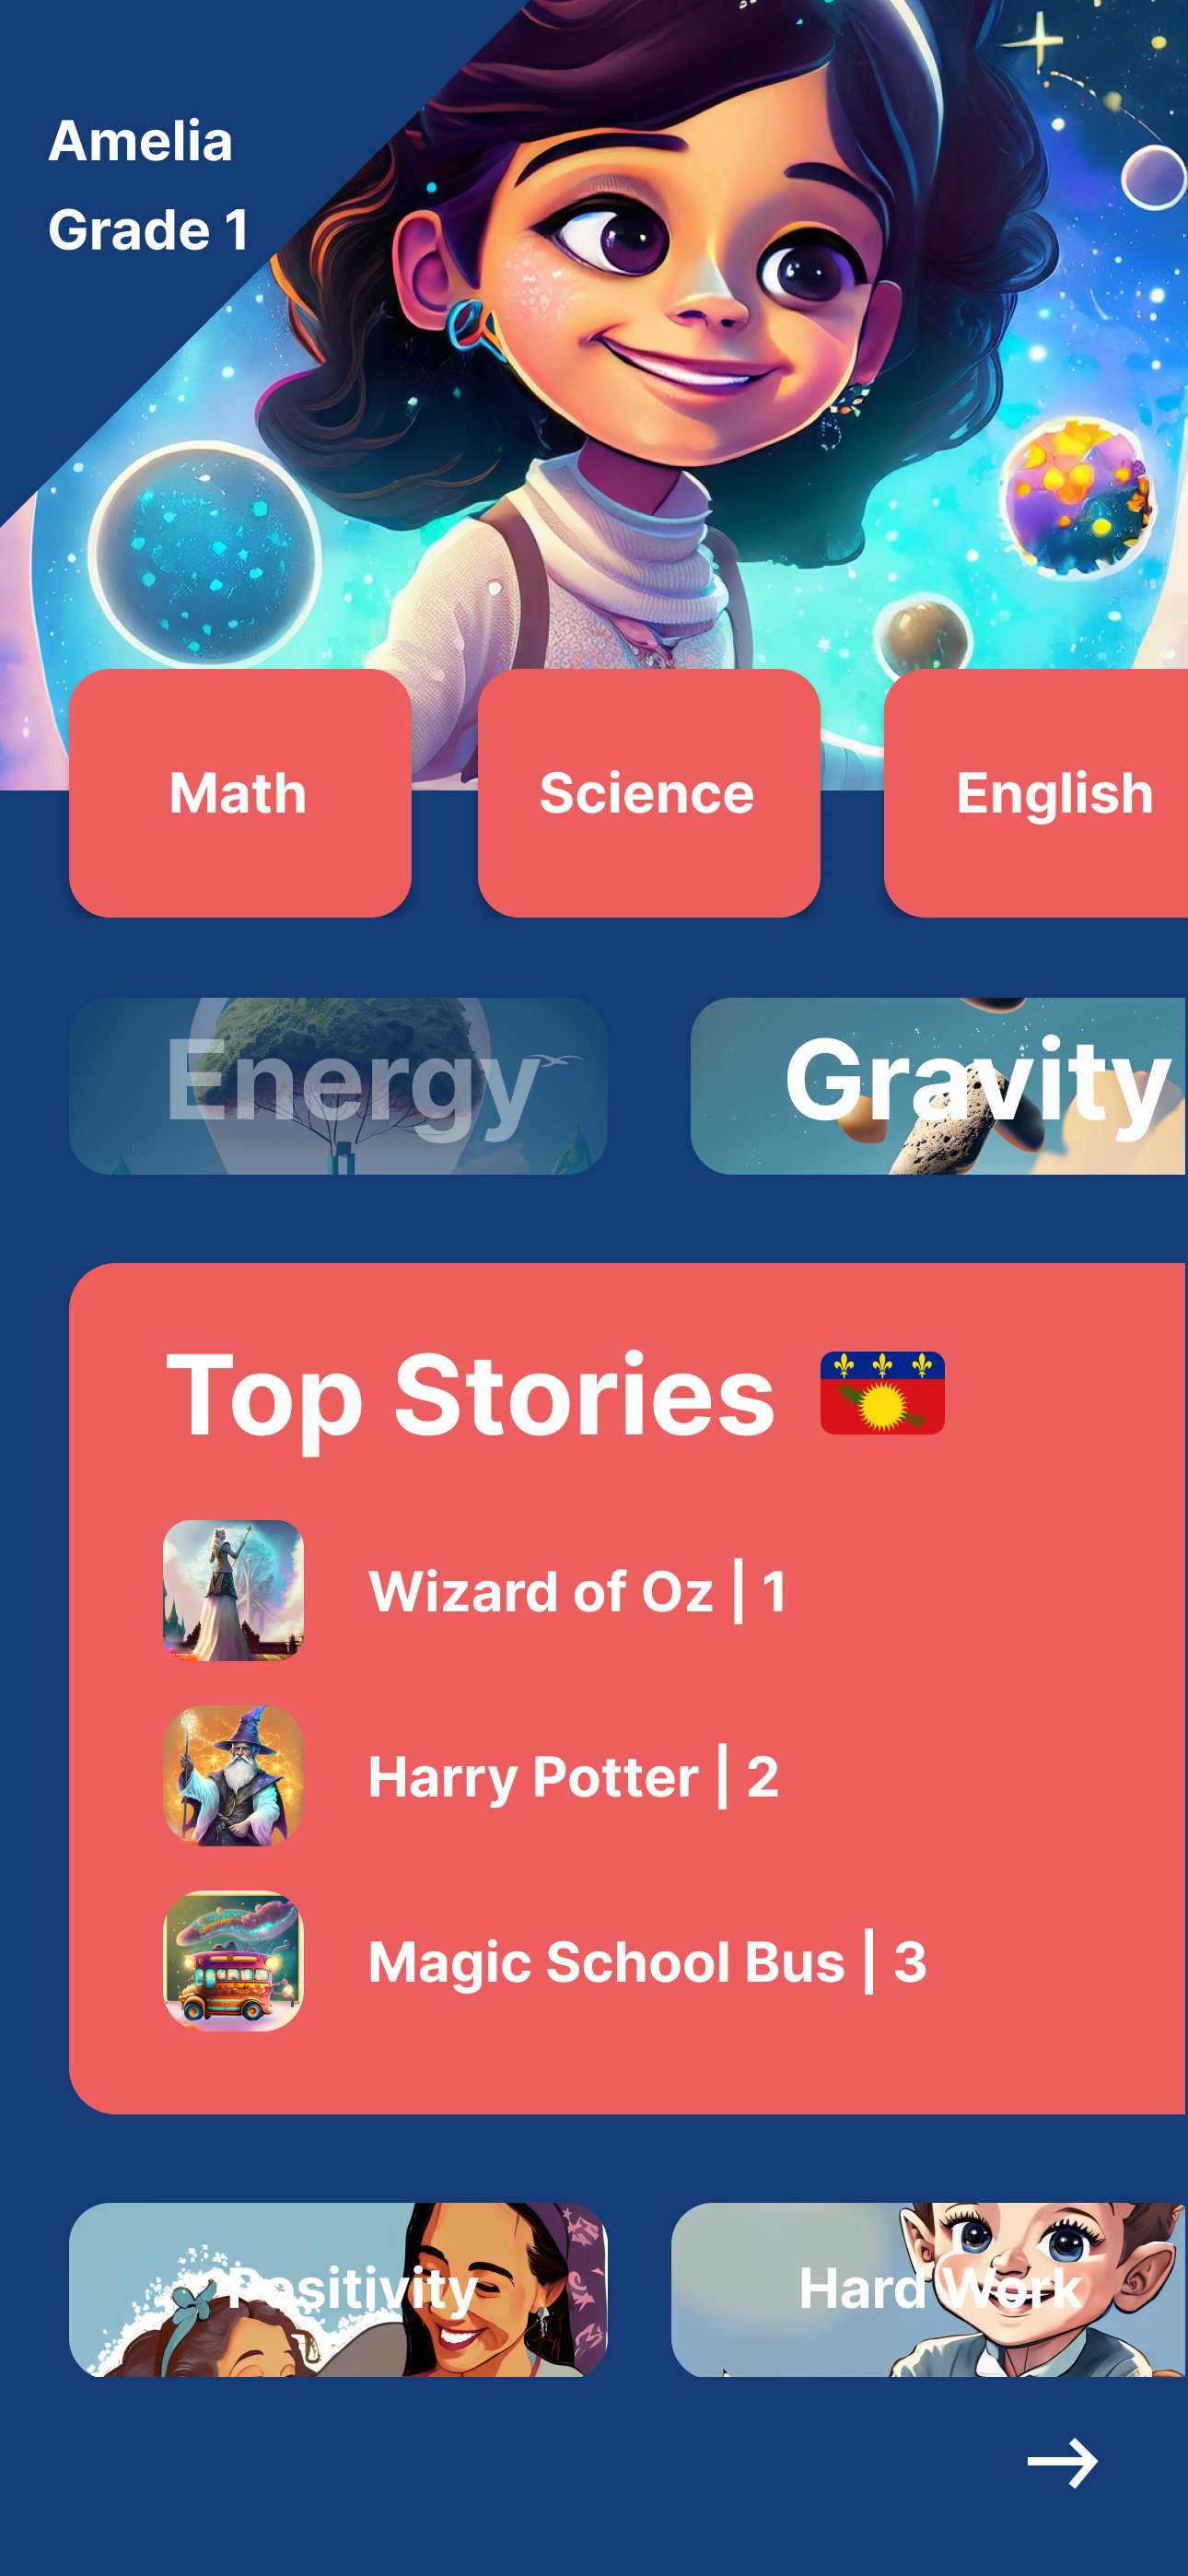 Amelia
Grade 1
Math
Science
English
Energy
Gravity
Top Stories
Wizard of Oz | 1
Harry Potter | 2
Magic School Bus | 3
Positivity
Hard Work